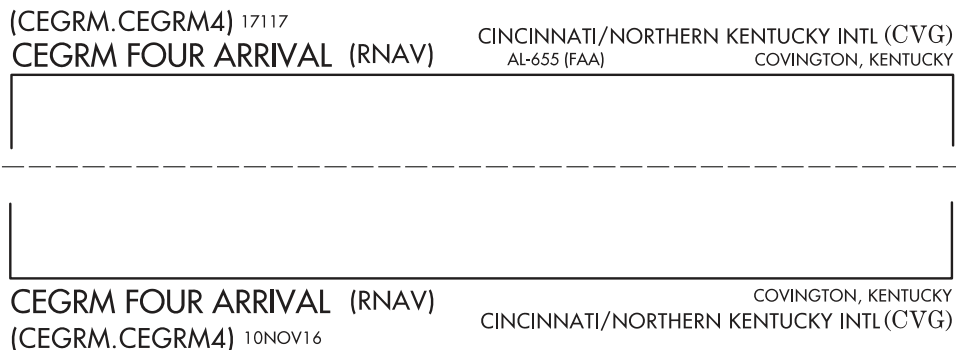 (CEGRM.CEGRM4) 17117
CEGRM FOUR ARRIVAL (RNAV)
CINCINNATI/NORTHERN KENTUCKY INTL (CVG)
AL-655 (FAA) COVINGTON, KENTUCKY
CEGRM FOUR ARRIVAL (RNAV)
(CEGRM.CEGRM4) 10NOV16
COVINGTON, KENTUCKY
CINCINNATI/NORTHERN KENTUCKY INTL (CVG)